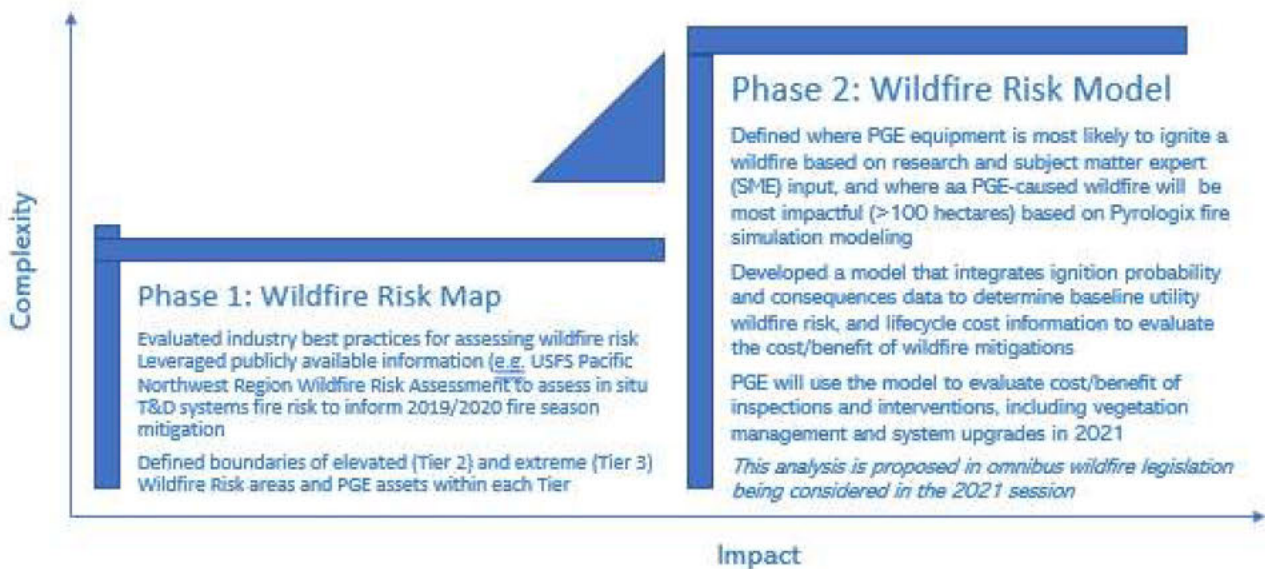 Complexity
Phase 1: Wildfire Risk Map
Evaluated industry best practices for assessing wildfire risk
Leveraged publicly available information (e.g. USFS Pacific
Northwest Region Wildfire Risk Assessment to assess in situ
T&D systems fire risk to inform 2019/2020 fire season
mitigation
Defined boundaries of elevated (Tier 2) and extreme (Tier 3)
Wildfire Risk areas and PGE assets within each Tier
Phase 2: Wildfire Risk Model
Defined where PGE equipment is most likely to ignite a
wildfire based on research and subject matter expert
(SME) input, and where aa PGE-caused wildfire will be
most impactful (>100 hectares) based on Pyrologix fire
simulation modeling
Developed a model that integrates ignition probability
and consequences data to determine baseline utility
wildfire risk, and lifecycle cost information to evaluate
the cost/benefit of wildfire mitigations
PGE will use the model to evaluate cost/benefit of
inspections and interventions, including vegetation
management and system upgrades in 2021
This analysis is proposed in omnibus wildfire legislation
being considered in the 2021 session
Impact